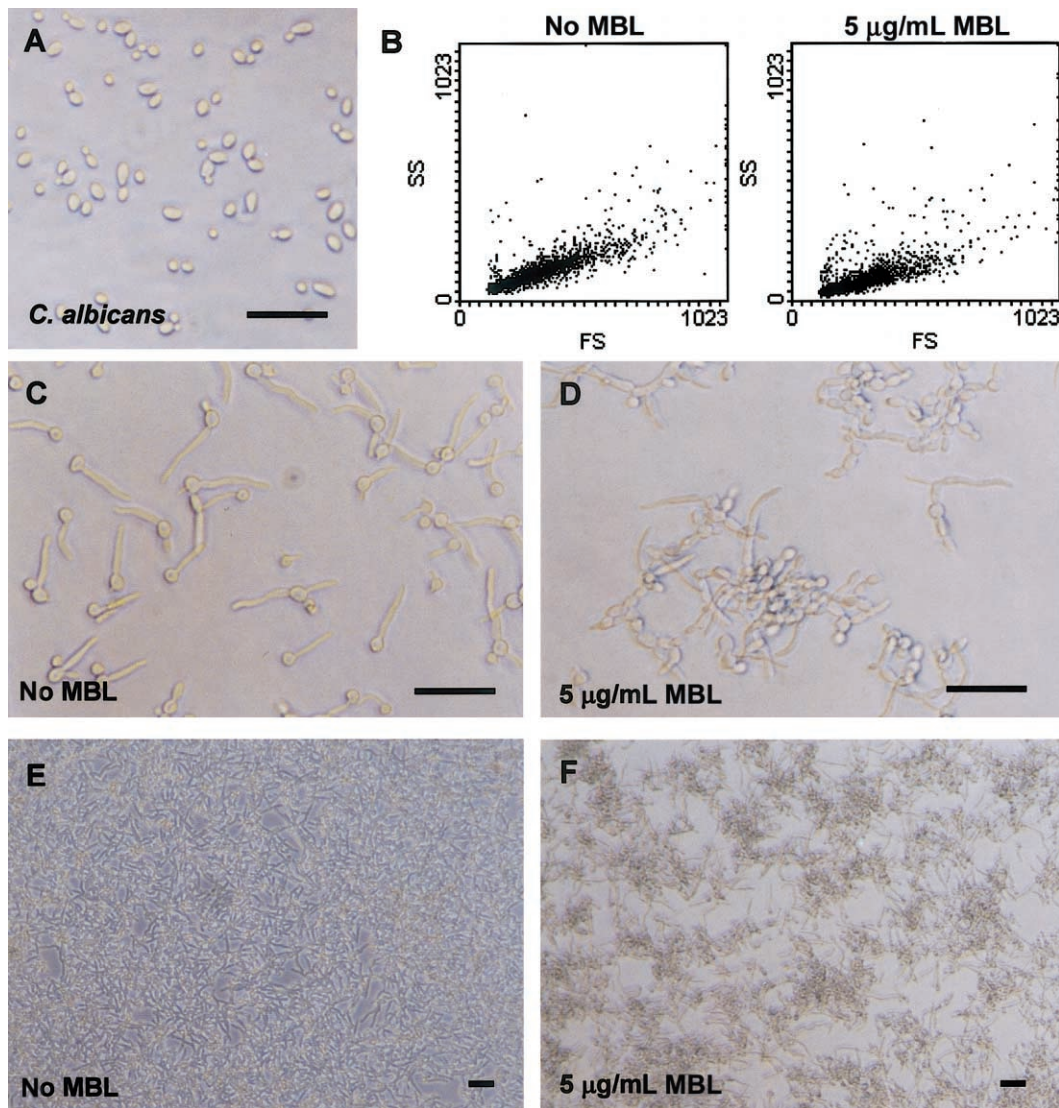 A
C. albicans
B
No MBL
5 μg/mL MBL
1023
SS
0
0
1023
FS
1023
SS
0
0
1023
FS
C
No MBL
D
5 μg/mL MBL
E
No MBL
F
5 μg/mL MBL